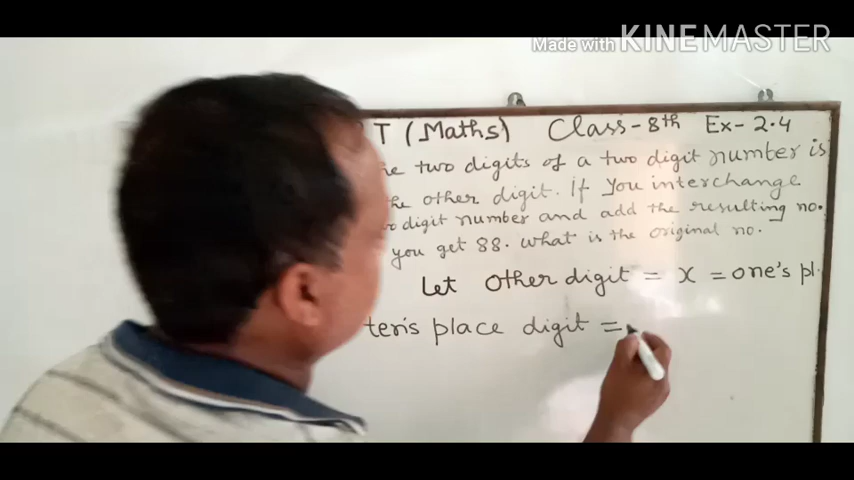 Made with KINEMASTER
T (Maths) Class-8th Ex-2.4
two digits of a two digit number is
other digit. If you interchange
digit number and add the resulting no.
you get 88. what is the original no.
Let other digit = x = one's pl.
ten's place digit =